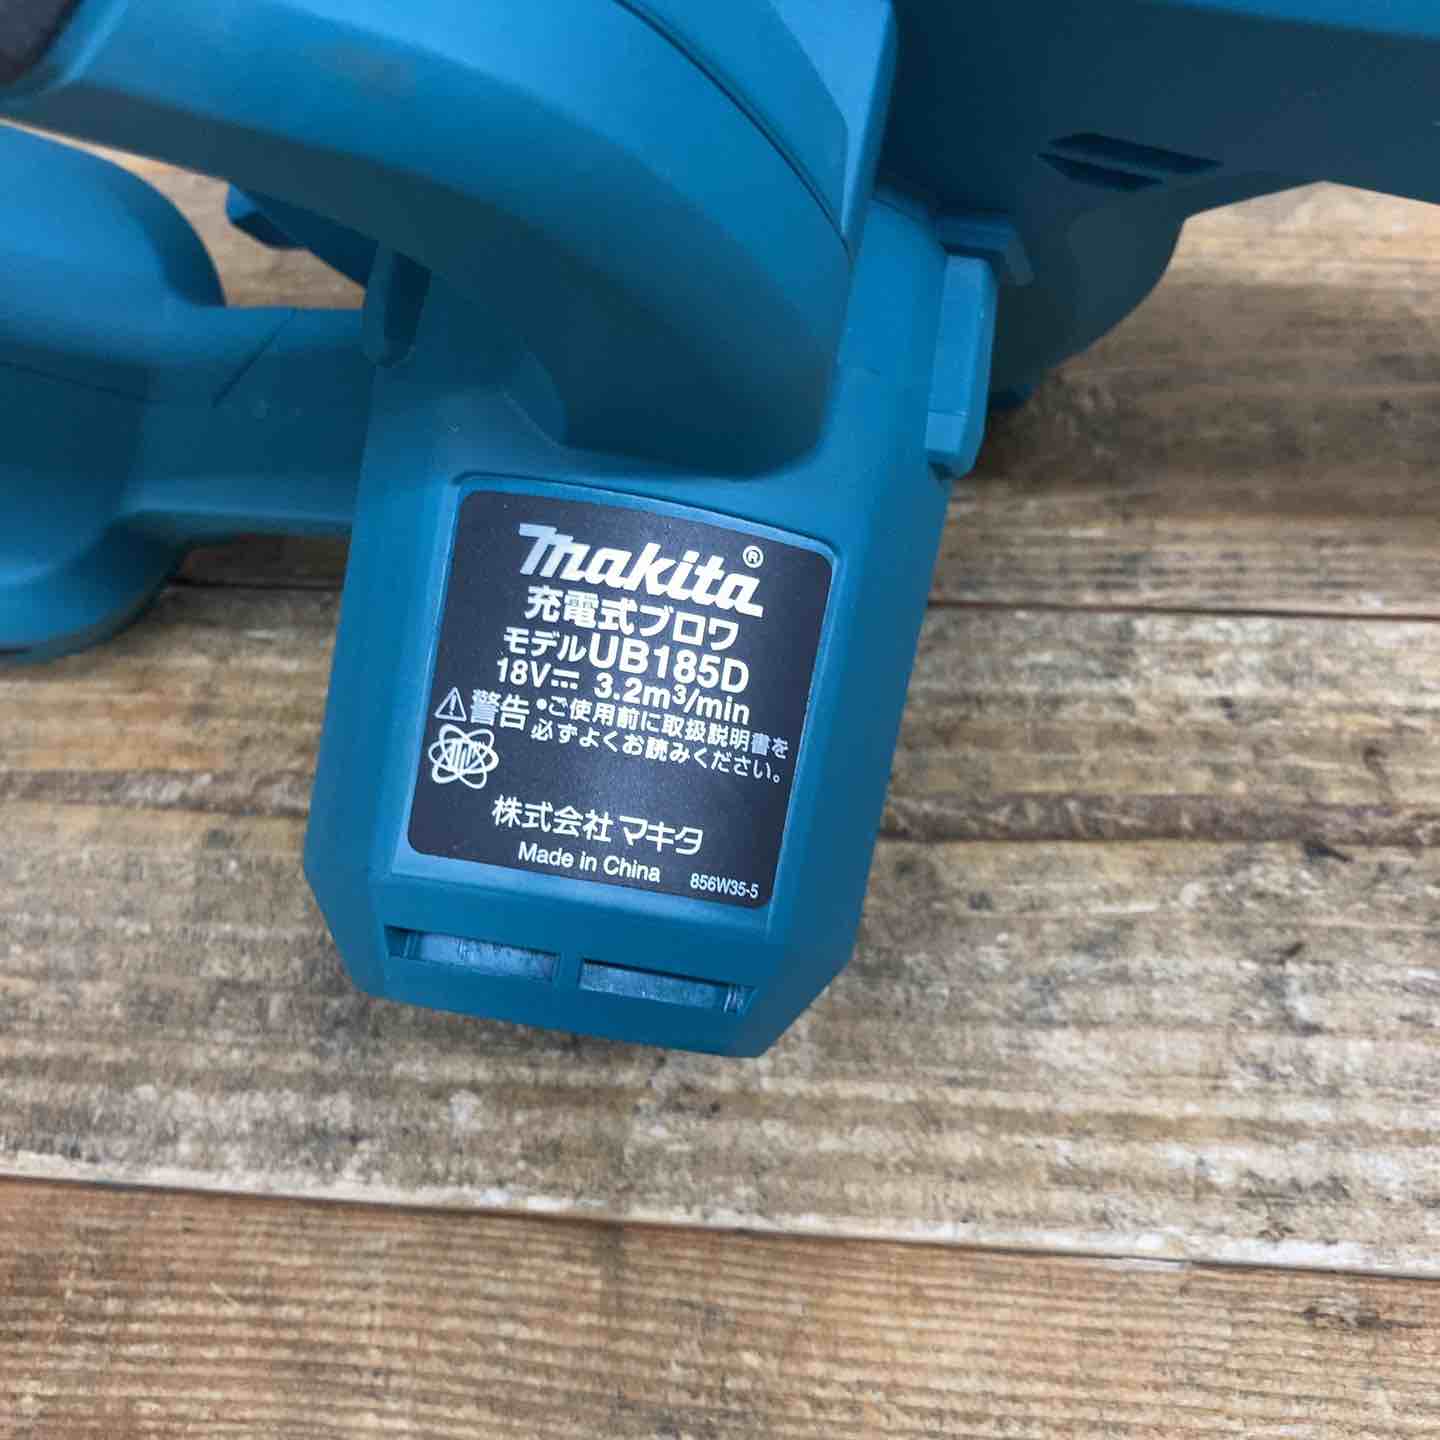 makita®
充電式ブロワ
モデルUB185D
18V⎓ 3.2m³/min
⚠警告 •ご使用前に取扱説明書を
必ずよくお読みください。
株式会社マキタ
Made in China
856W35-5